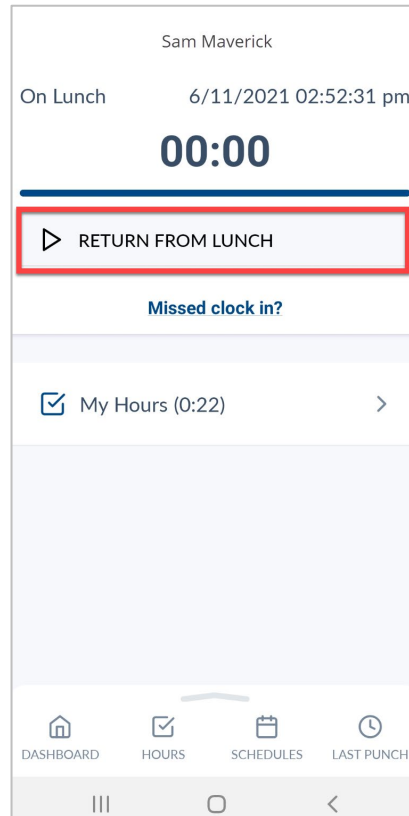 Sam Maverick
On Lunch 6/11/2021 02:52:31 pm
00:00
RETURN FROM LUNCH
Missed clock in?
My Hours (0:22)
DASHBOARD HOURS SCHEDULES LAST PUNCH